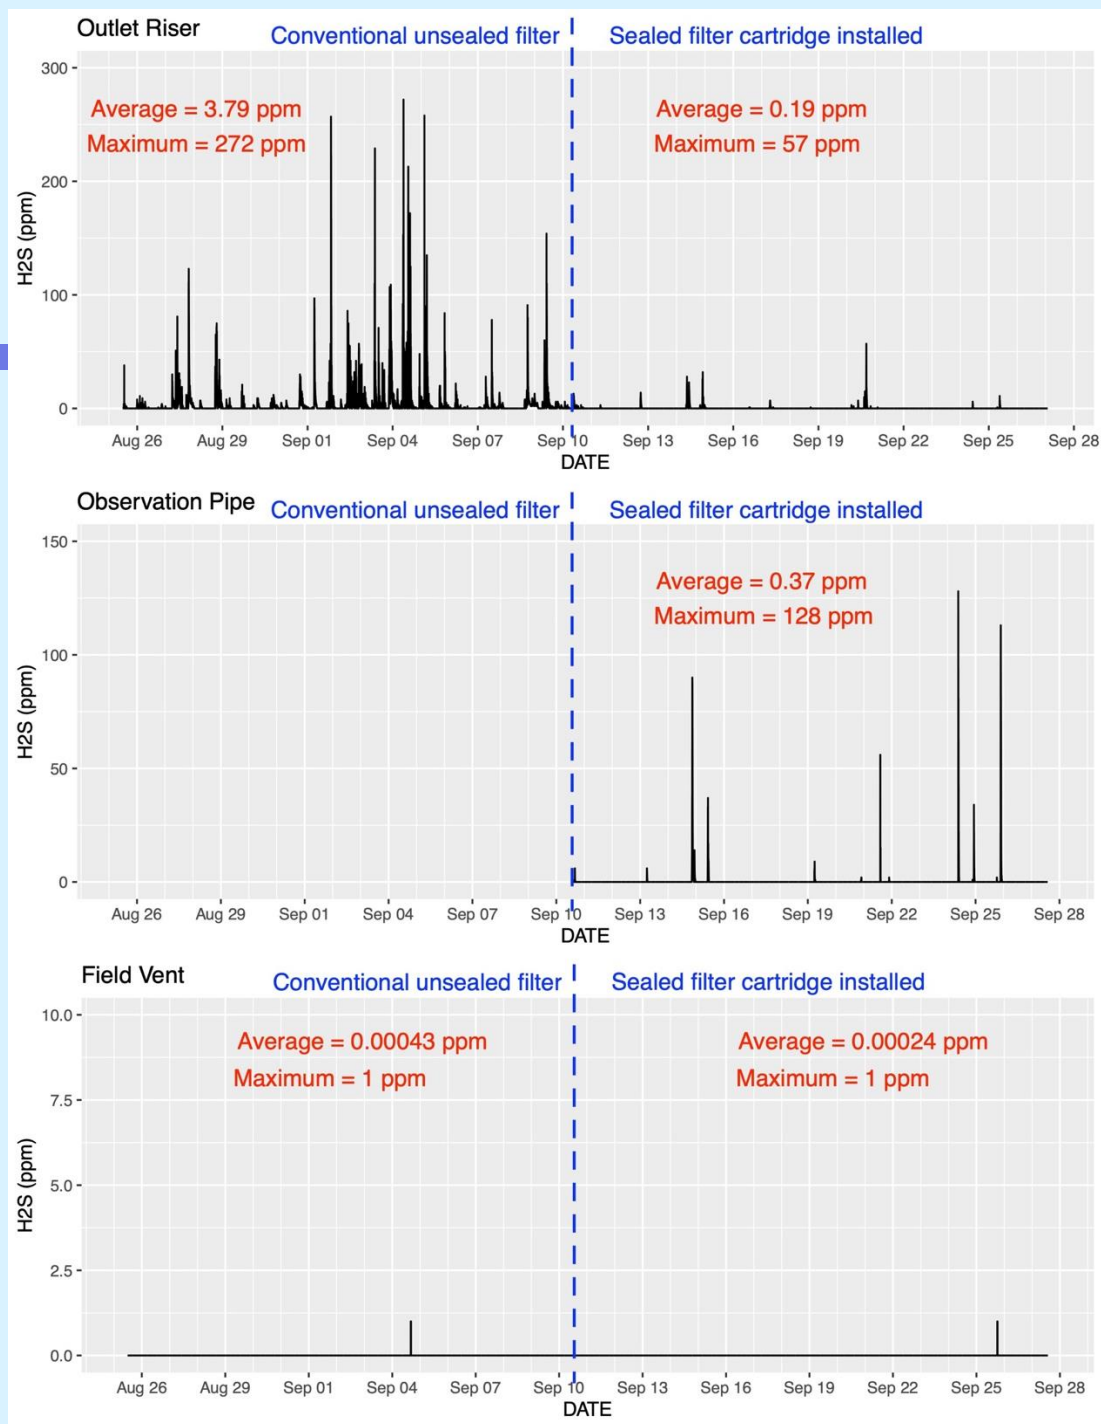 Outlet Riser
Conventional unsealed filter
Sealed filter cartridge installed
300
Average = 3.79 ppm
Average = 0.19 ppm
Maximum = 272 ppm
Maximum = 57 ppm
200
H2S (ppm)
100
0
Aug 26 Aug 29 Sep 01 Sep 04 Sep 07 Sep 10 Sep 13 Sep 16 Sep 19 Sep 22 Sep 25 Sep 28
DATE
Observation Pipe
Conventional unsealed filter
Sealed filter cartridge installed
150
Average = 0.37 ppm
Maximum = 128 ppm
100
H2S (ppm)
50
0
Aug 26 Aug 29 Sep 01 Sep 04 Sep 07 Sep 10 Sep 13 Sep 16 Sep 19 Sep 22 Sep 25 Sep 28
DATE
Field Vent
Conventional unsealed filter
Sealed filter cartridge installed
10.0
Average = 0.00043 ppm
Average = 0.00024 ppm
Maximum = 1 ppm
Maximum = 1 ppm
7.5
H2S (ppm)
5.0
2.5
0.0
Aug 26 Aug 29 Sep 01 Sep 04 Sep 07 Sep 10 Sep 13 Sep 16 Sep 19 Sep 22 Sep 25 Sep 28
DATE